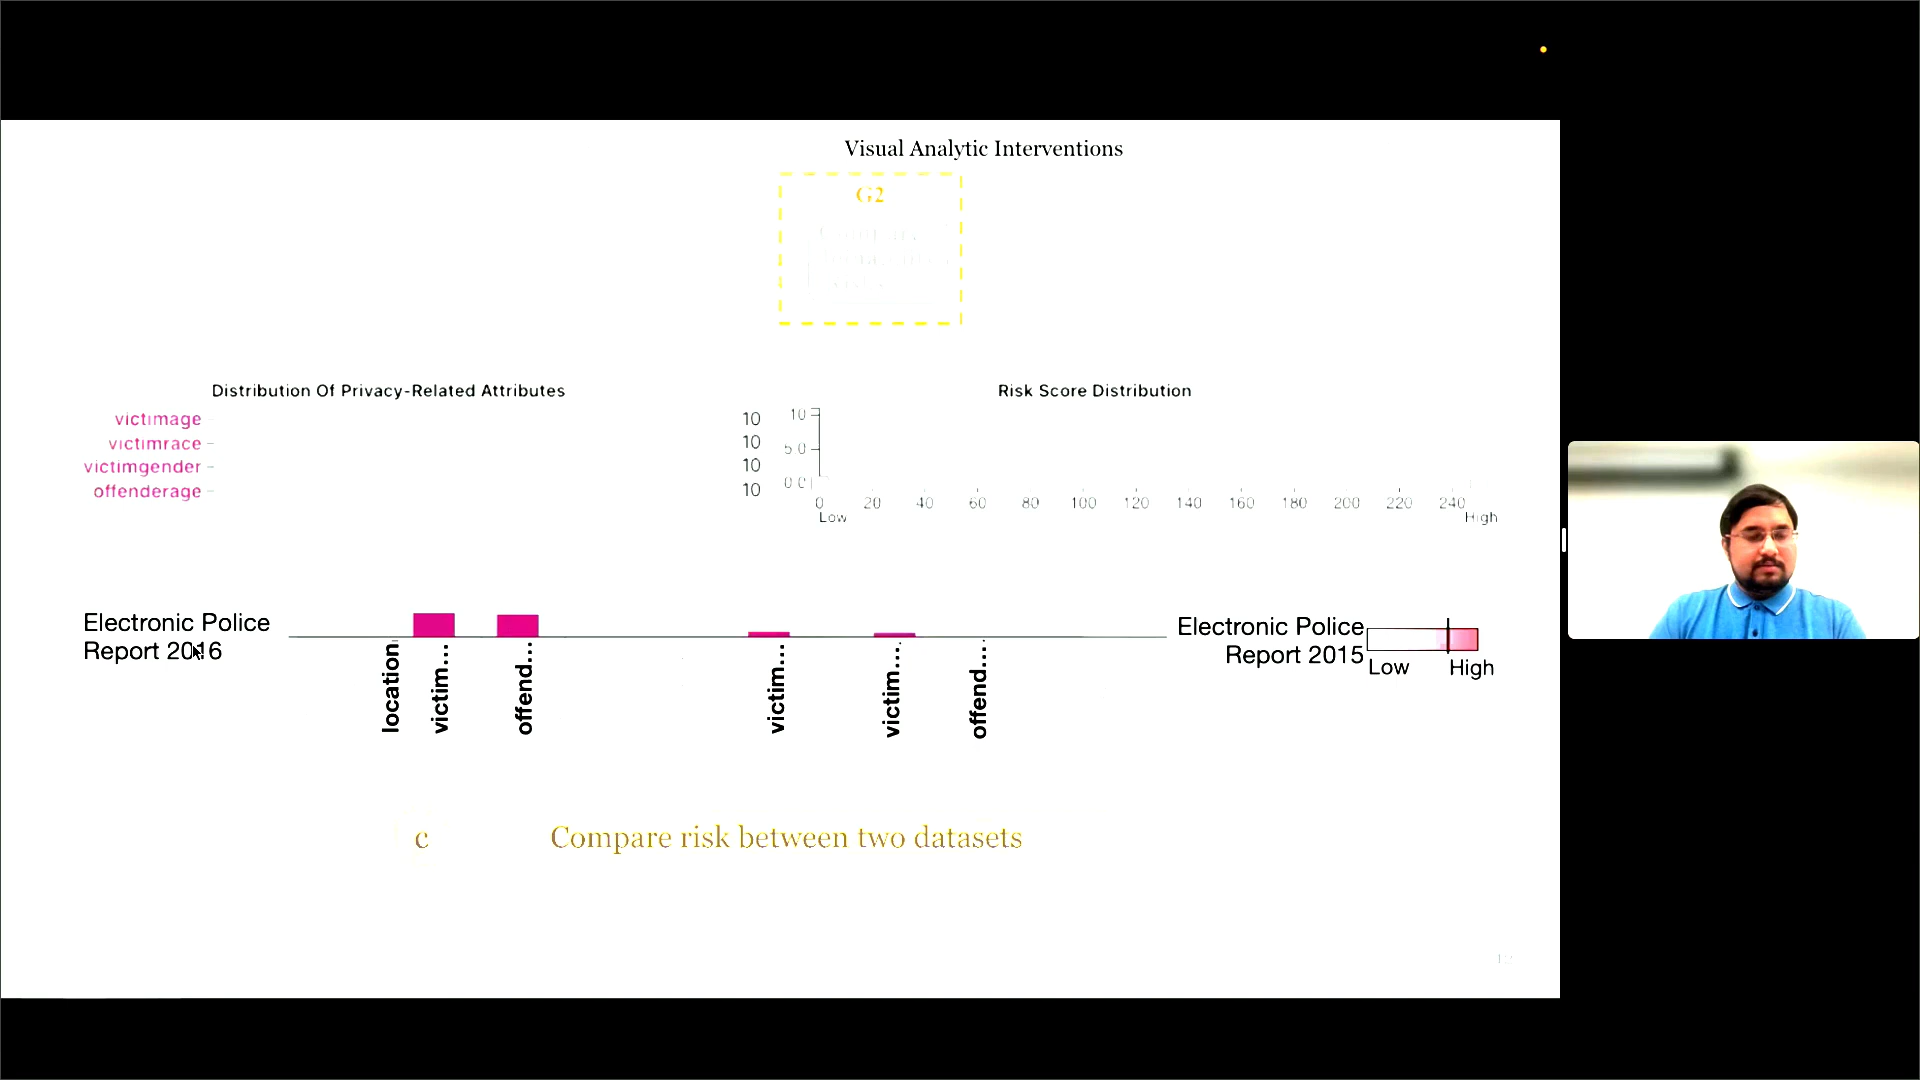 Visual Analytic Interventions
G2
Distribution Of Privacy-Related Attributes
victimage
victimrace
victimgender
offenderage
10
10
10
10
Risk Score Distribution
10
5.0
0.0
0 20 40 60 80 100 120 140 160 180 200 220 240
Low
High
Electronic Police
Report 2016
location
victim...
offend...
victim...
victim...
offend...
Electronic Police
Report 2015
Low
High
c
Compare risk between two datasets